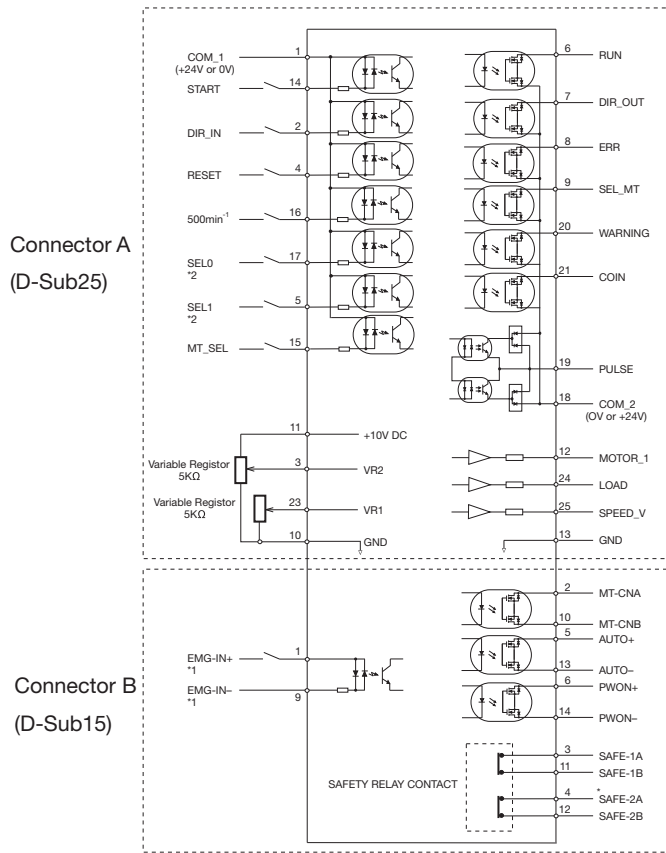 Connector A
(D-Sub25)
COM_1
(+24V or 0V)
1
START
14
DIR_IN
2
RESET
4
500min⁻¹
16
SEL0
*2
17
SEL1
*2
5
MT_SEL
15
11
+10V DC
Variable Registor
5KΩ
3
VR2
Variable Registor
5KΩ
23
VR1
10
GND
6
RUN
7
DIR_OUT
8
ERR
9
SEL_MT
20
WARNING
21
COIN
19
PULSE
18
COM_2
(0V or +24V)
12
MOTOR_1
24
LOAD
25
SPEED_V
13
GND
Connector B
(D-Sub15)
EMG-IN+
*1
1
EMG-IN–
*1
9
2
MT-CNA
10
MT-CNB
5
AUTO+
13
AUTO–
6
PWON+
14
PWON–
SAFETY RELAY CONTACT
3
SAFE-1A
11
SAFE-1B
4
*
SAFE-2A
12
SAFE-2B